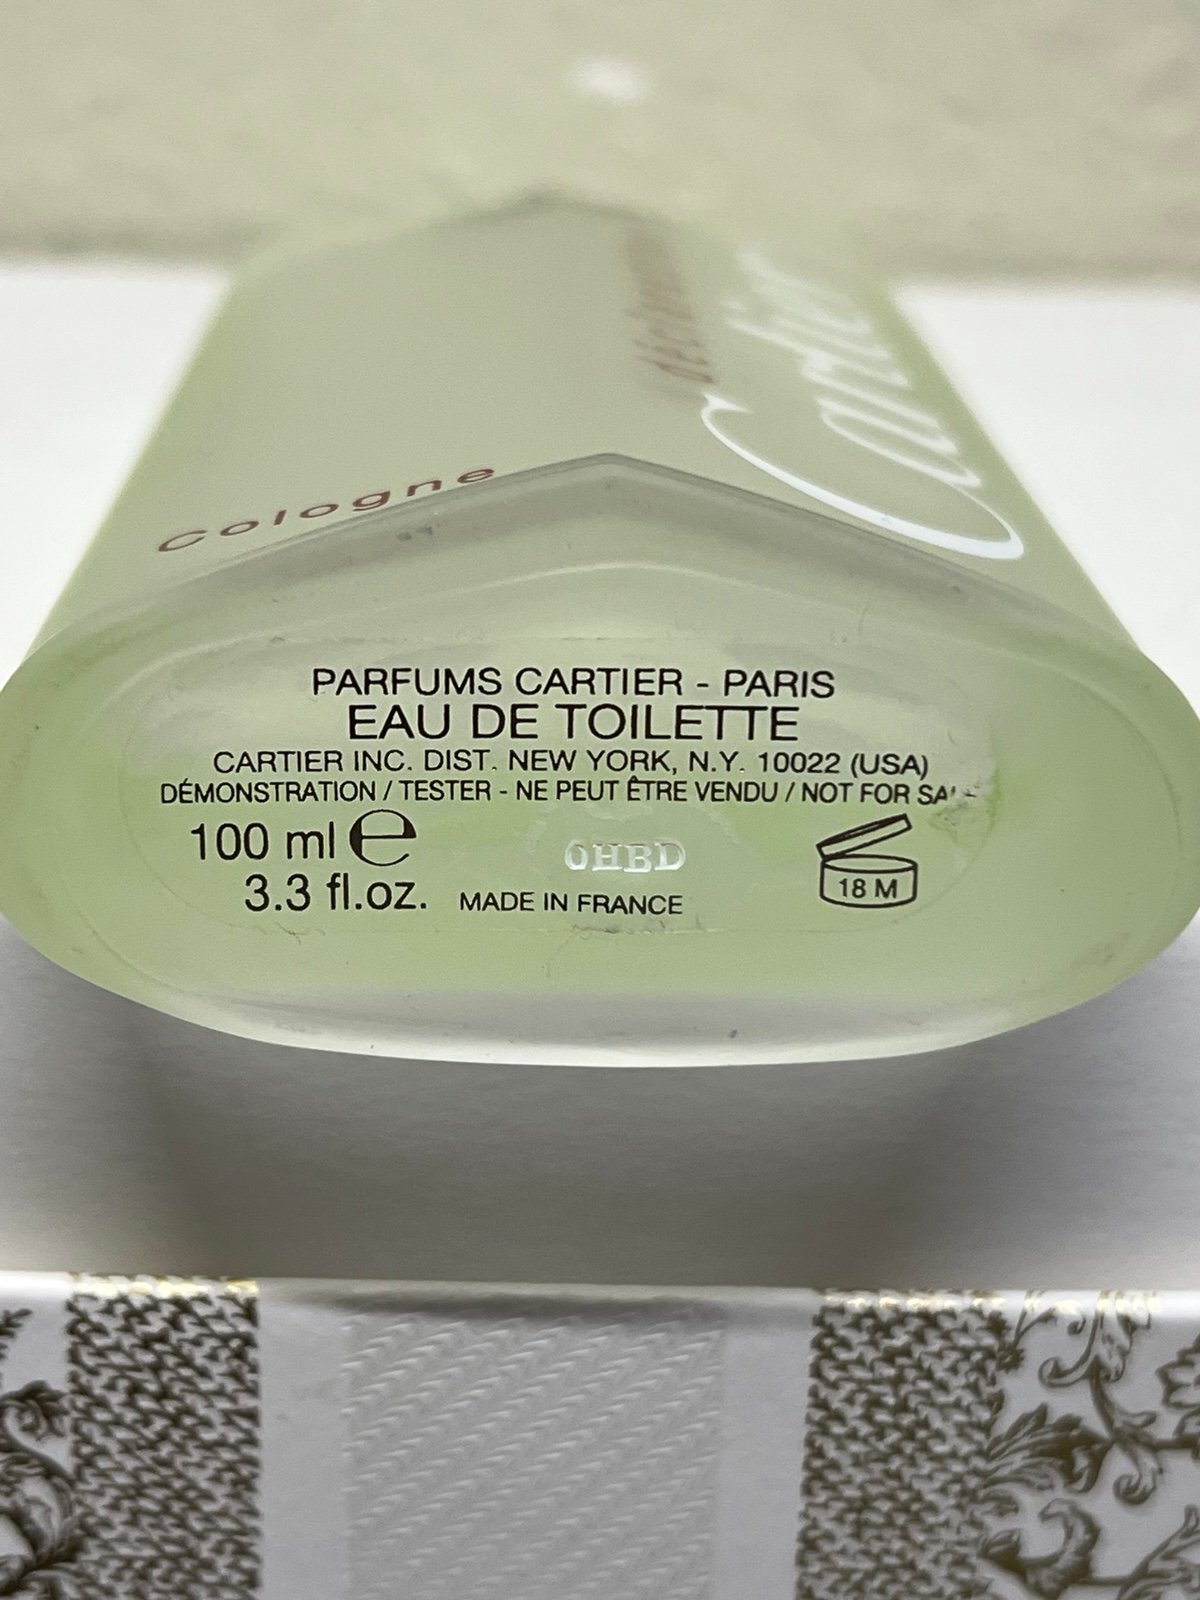 Cartier
Cologne
PARFUMS CARTIER - PARIS
EAU DE TOILETTE
CARTIER INC. DIST. NEW YORK, N.Y. 10022 (USA)
DÉMONSTRATION / TESTER - NE PEUT ÊTRE VENDU / NOT FOR
100 ml e
0HBD
3.3 fl.oz. MADE IN FRANCE
18 M